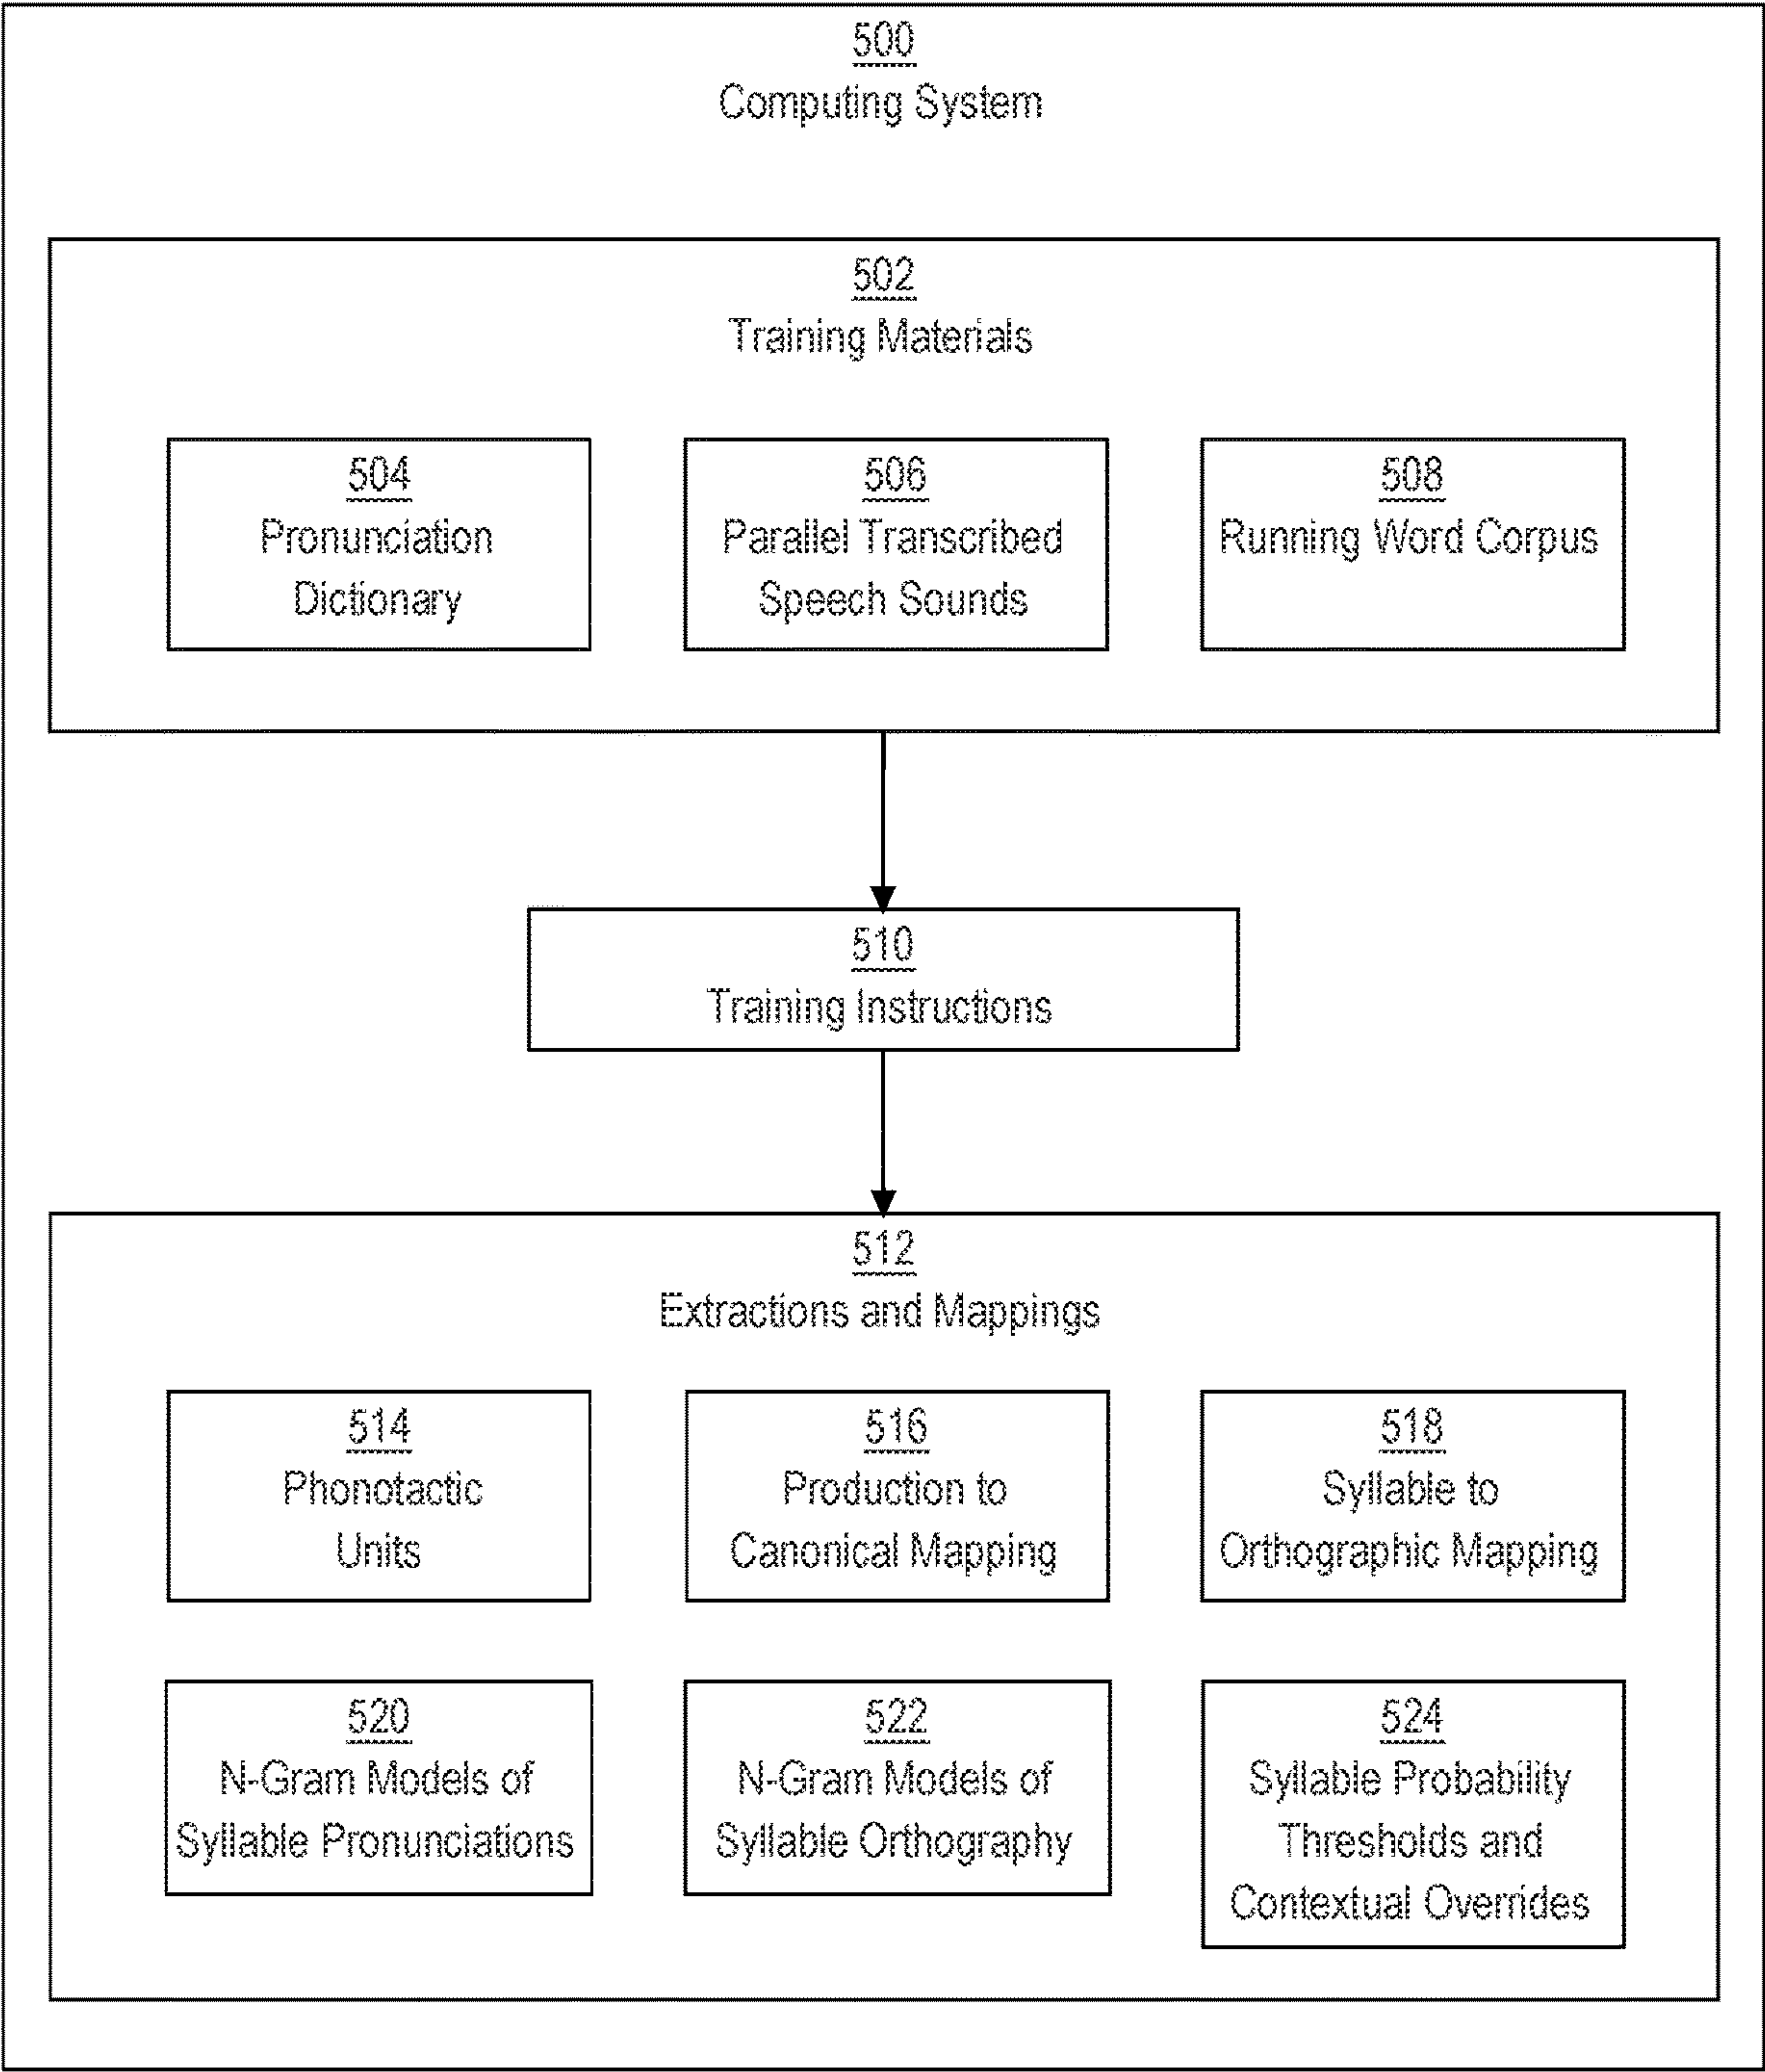 500
Computing System
502
Training Materials
504
Pronunciation
Dictionary
506
Parallel Transcribed
Speech Sounds
508
Running Word Corpus
510
Training Instructions
512
Extractions and Mappings
514
Phonotactic
Units
516
Production to
Canonical Mapping
518
Syllable to
Orthographic Mapping
520
N-Gram Models of
Syllable Pronunciations
522
N-Gram Models of
Syllable Orthography
524
Syllable Probability
Thresholds and
Contextual Overrides